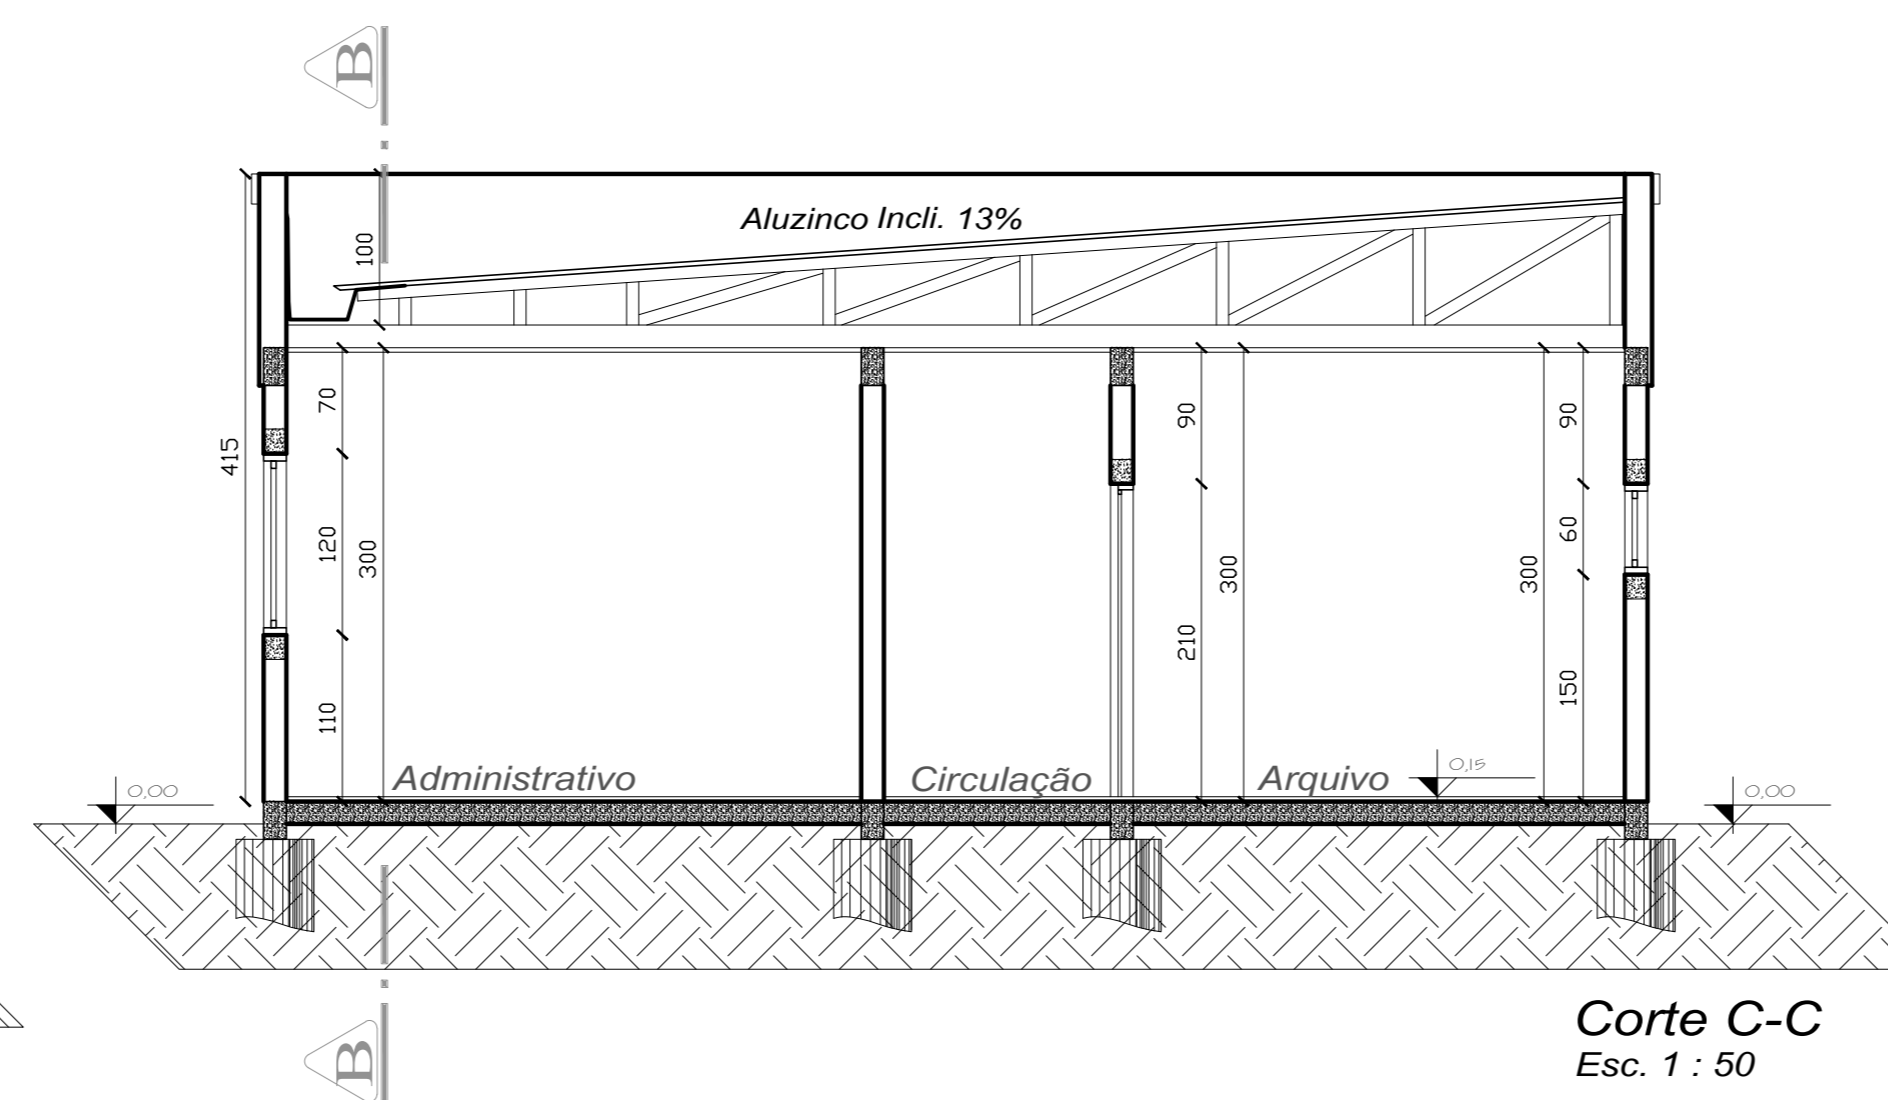 B
Aluzinco Incli. 13%
100
415
70
120
300
110
90
210
300
300
90
60
150
Administrativo
Circulação
Arquivo
0,15
0,00
0,00
B
Corte C-C
Esc. 1 : 50